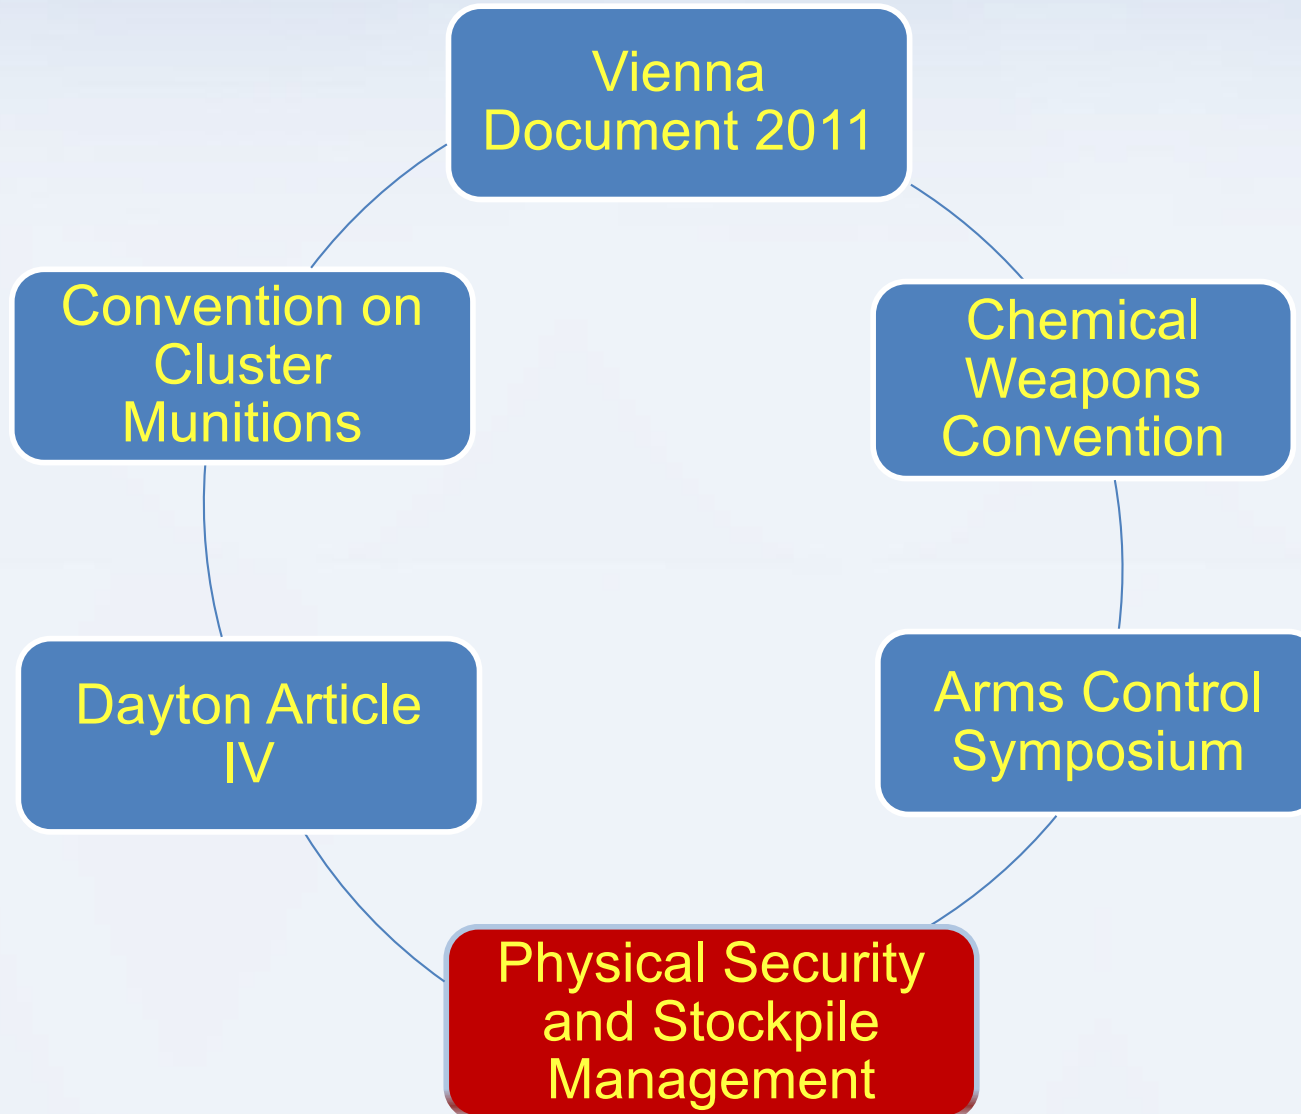 Vienna
Document 2011
Chemical
Weapons
Convention
Arms Control
Symposium
Physical Security
and Stockpile
Management
Dayton Article
IV
Convention on
Cluster
Munitions